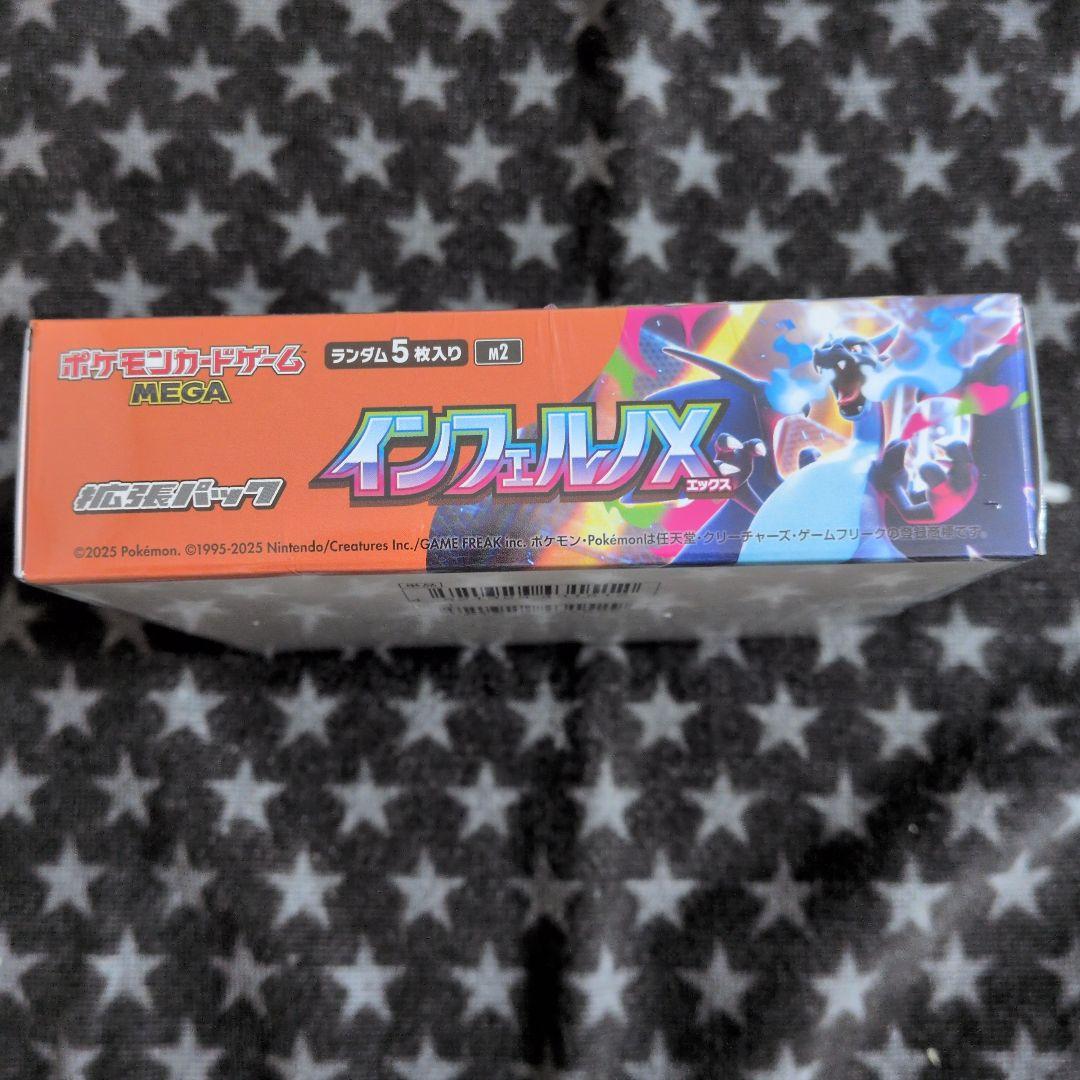 ポケモンカードゲーム
MEGA
ランダム5枚入り M2
インフェルノX
エックス
拡張パック
©2025 Pokémon. ©1995-2025 Nintendo/Creatures Inc./GAME FREAK inc. ポケモン・Pokémonは任天堂・クリーチャーズ・ゲームフリークの登録商標です。